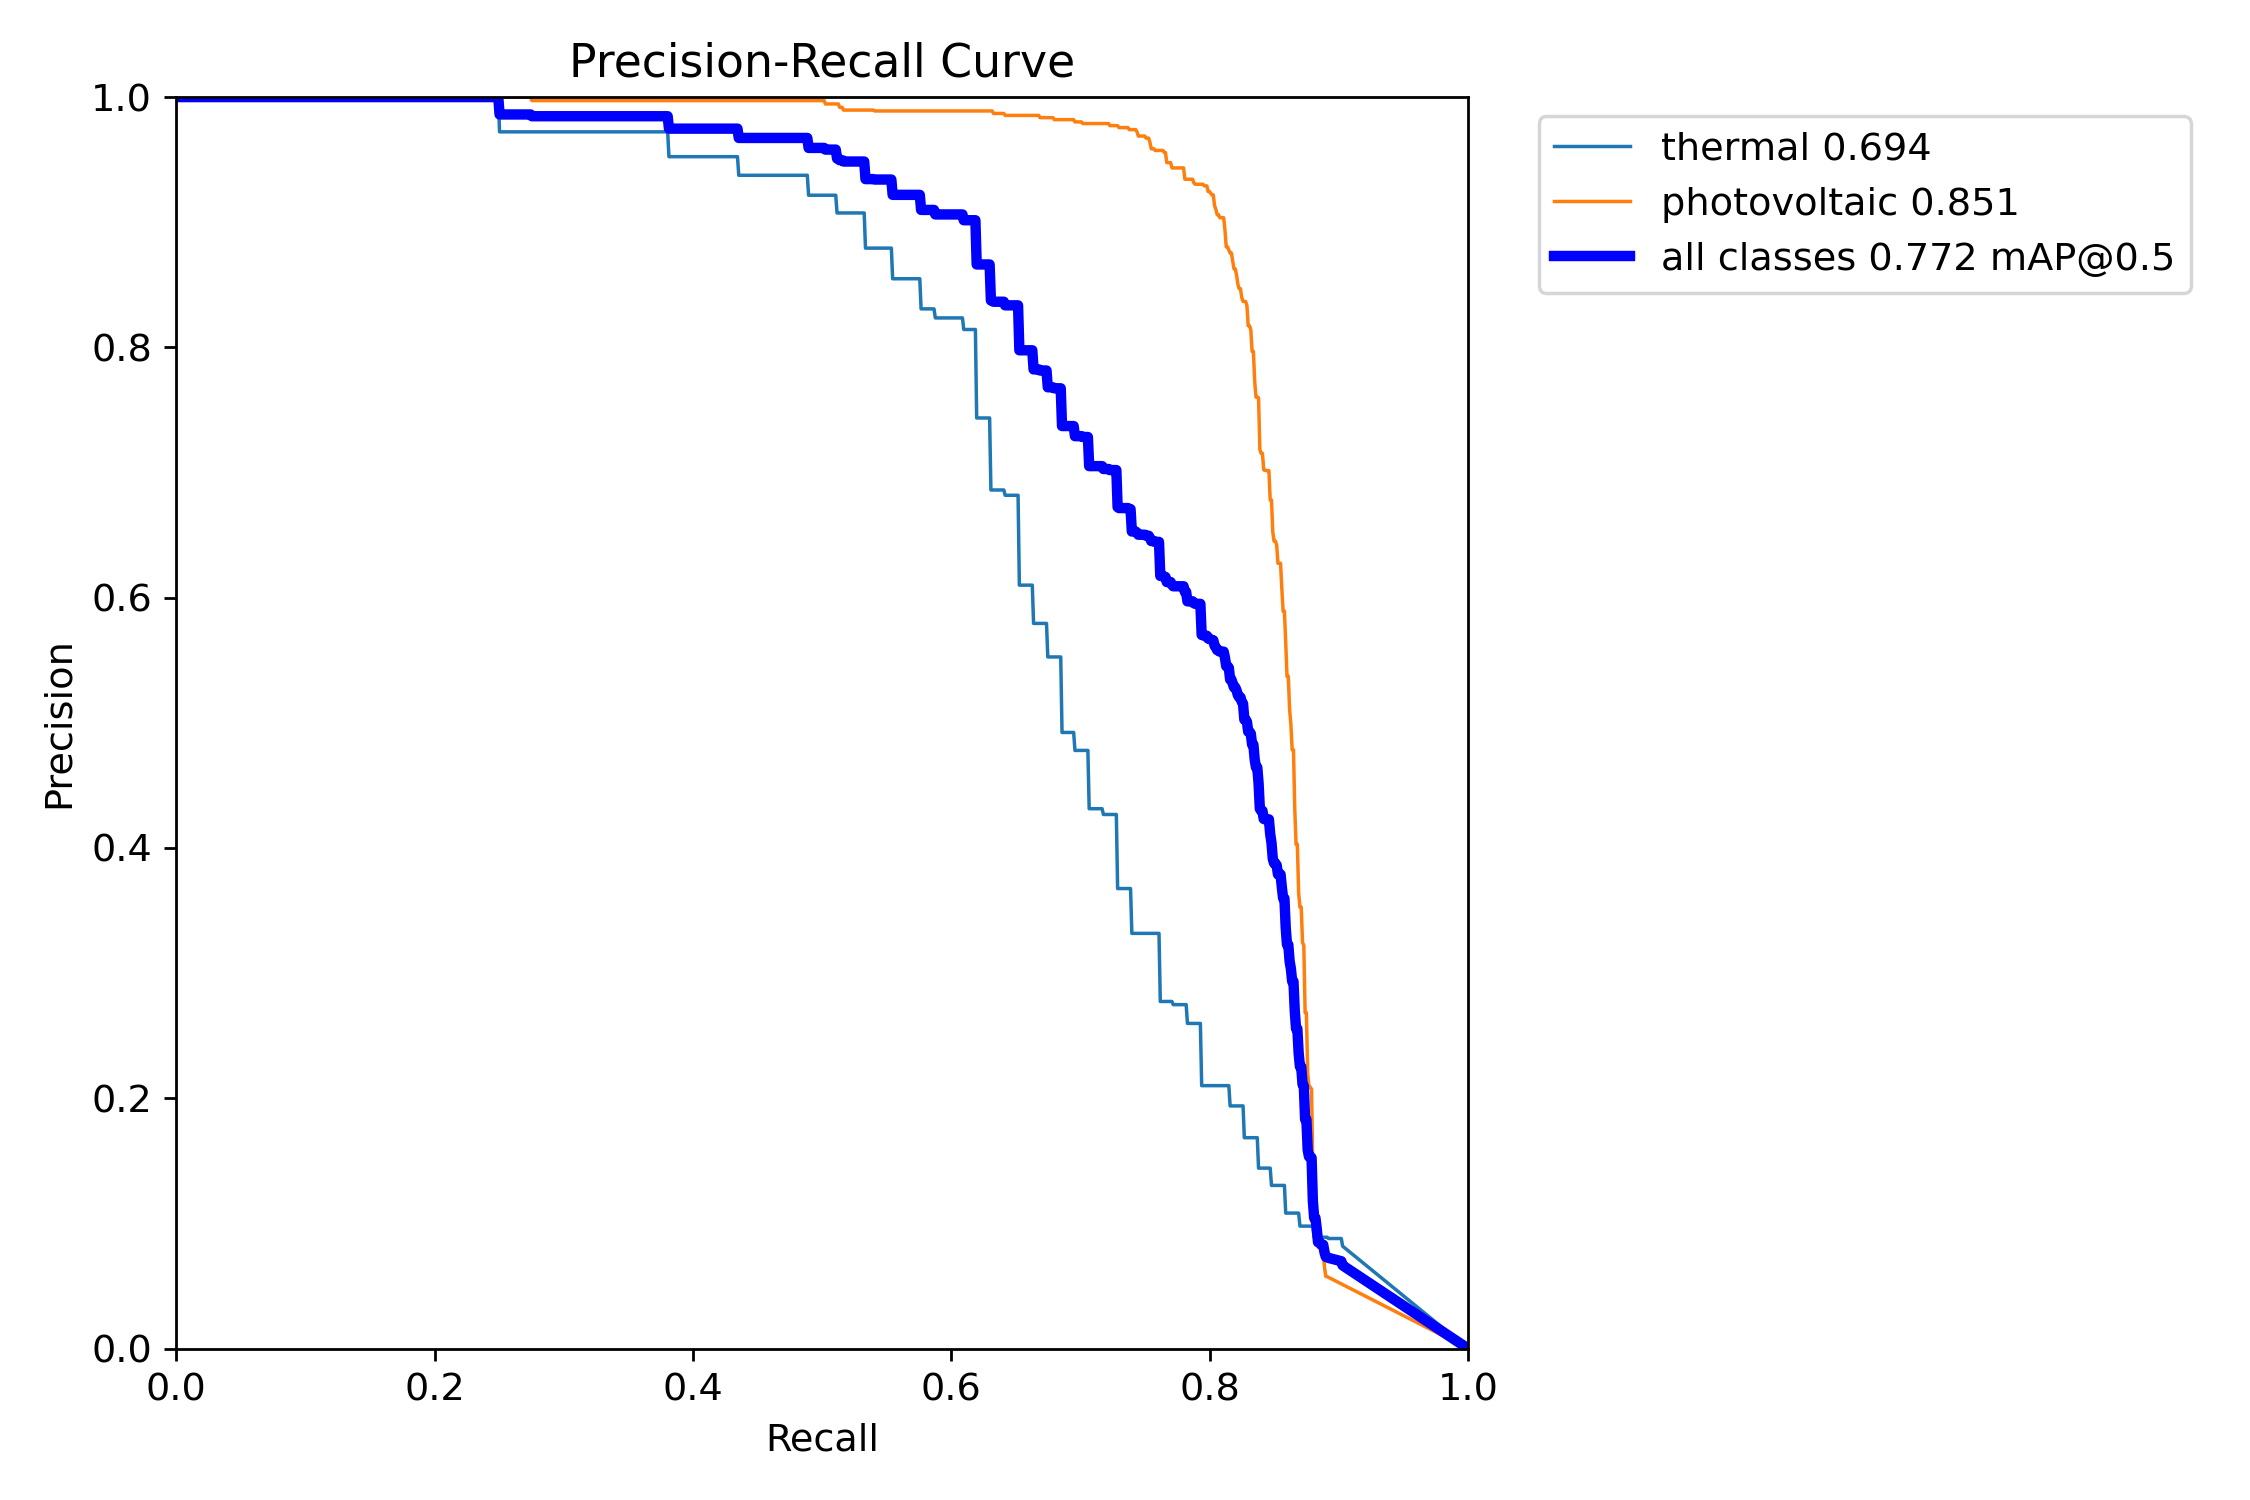 Precision-Recall Curve
1.0
0.8
0.6
0.4
0.2
0.0
Precision
0.0 0.2 0.4 0.6 0.8 1.0
Recall
thermal 0.694
photovoltaic 0.851
all classes 0.772 mAP@0.5